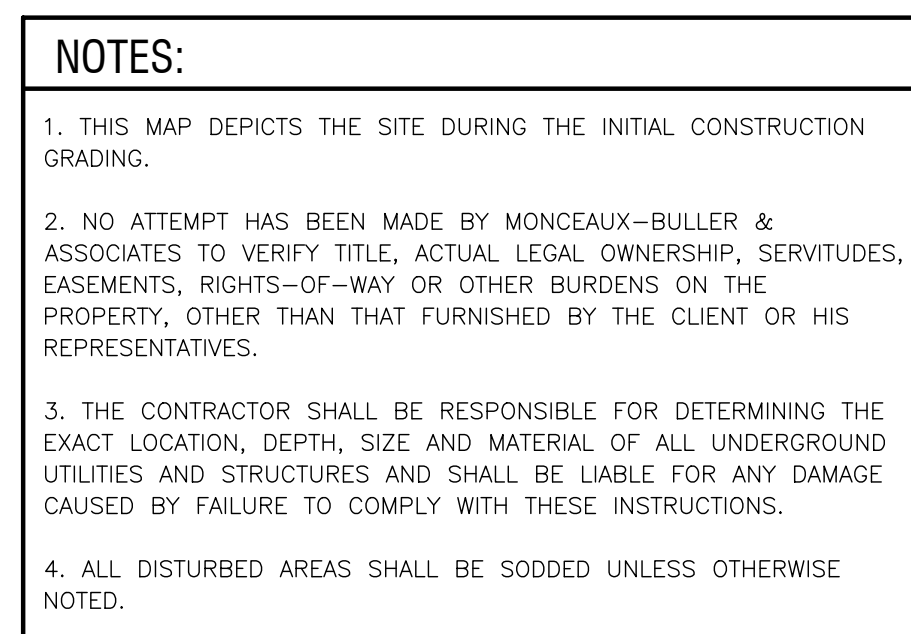 NOTES:
1. THIS MAP DEPICTS THE SITE DURING THE INITIAL CONSTRUCTION
GRADING.
2. NO ATTEMPT HAS BEEN MADE BY MONCEAUX-BULLER &
ASSOCIATES TO VERIFY TITLE, ACTUAL LEGAL OWNERSHIP, SERVITUDES,
EASEMENTS, RIGHTS-OF-WAY OR OTHER BURDENS ON THE
PROPERTY, OTHER THAN THAT FURNISHED BY THE CLIENT OR HIS
REPRESENTATIVES.
3. THE CONTRACTOR SHALL BE RESPONSIBLE FOR DETERMINING THE
EXACT LOCATION, DEPTH, SIZE AND MATERIAL OF ALL UNDERGROUND
UTILITIES AND STRUCTURES AND SHALL BE LIABLE FOR ANY DAMAGE
CAUSED BY FAILURE TO COMPLY WITH THESE INSTRUCTIONS.
4. ALL DISTURBED AREAS SHALL BE SODDED UNLESS OTHERWISE
NOTED.